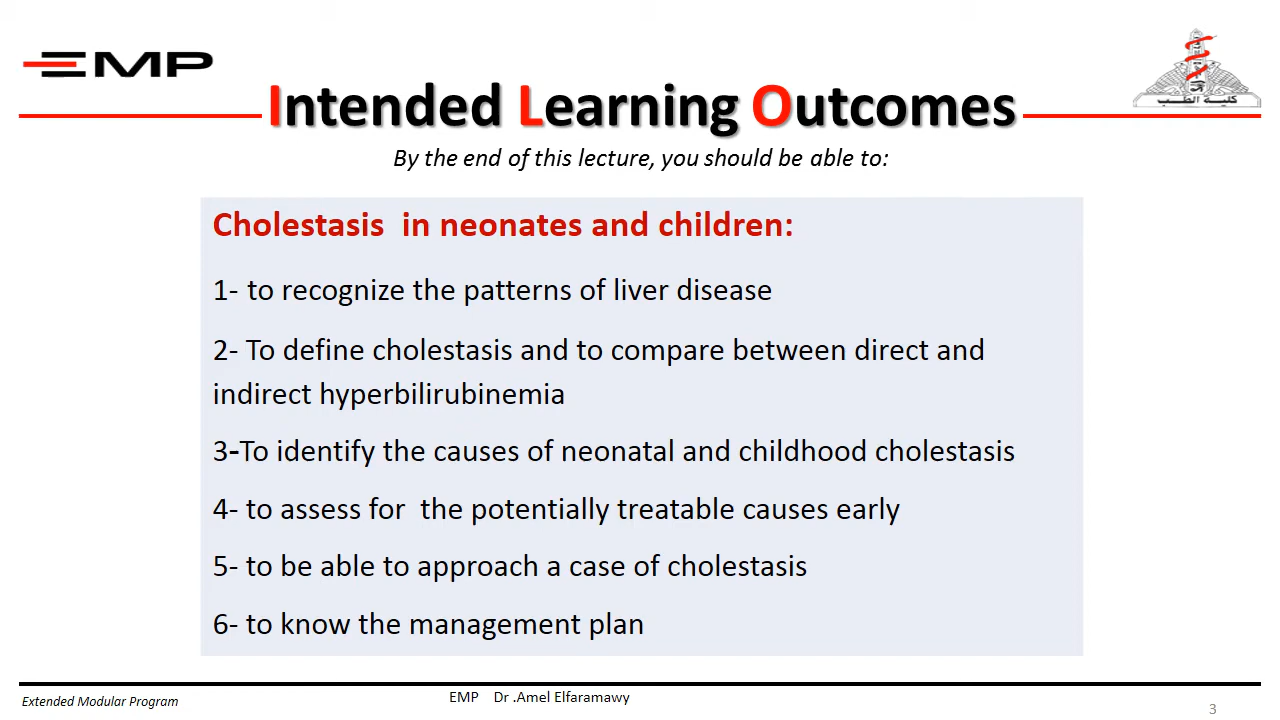 EMP
كلية الطب
Intended Learning Outcomes
By the end of this lecture, you should be able to:
Cholestasis  in neonates and children:
1- to recognize the patterns of liver disease
2- To define cholestasis and to compare between direct and
indirect hyperbilirubinemia
3-To identify the causes of neonatal and childhood cholestasis
4- to assess for  the potentially treatable causes early
5- to be able to approach a case of cholestasis
6- to know the management plan
Extended Modular Program
EMP    Dr .Amel Elfaramawy
3